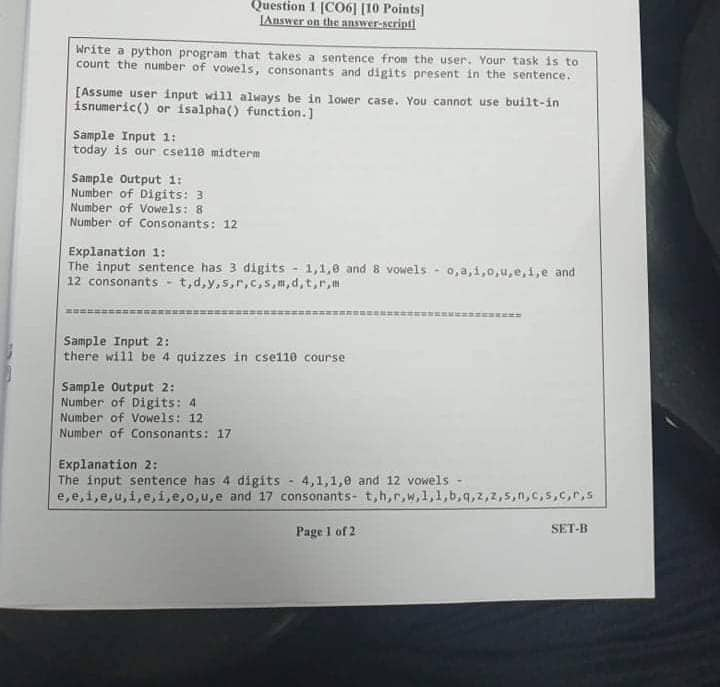 Question 1 [CO6] [10 Points]
[Answer on the answer-script]
Write a python program that takes a sentence from the user. Your task is to
count the number of vowels, consonants and digits present in the sentence.
[Assume user input will always be in lower case. You cannot use built-in
isnumeric() or isalpha() function.]
Sample Input 1:
today is our cse110 midterm
Sample Output 1:
Number of Digits: 3
Number of Vowels: 8
Number of Consonants: 12
Explanation 1:
The input sentence has 3 digits - 1,1,0 and 8 vowels - o,a,i,o,u,e,i,e and
12 consonants - t,d,y,s,r,c,s,m,d,t,r,m
======================================================================
Sample Input 2:
there will be 4 quizzes in cse110 course
Sample Output 2:
Number of Digits: 4
Number of Vowels: 12
Number of Consonants: 17
Explanation 2:
The input sentence has 4 digits - 4,1,1,0 and 12 vowels -
e,e,i,e,u,i,e,i,e,o,u,e and 17 consonants- t,h,r,w,l,l,b,q,z,z,s,n,c,s,c,r,s
Page 1 of 2
SET-B